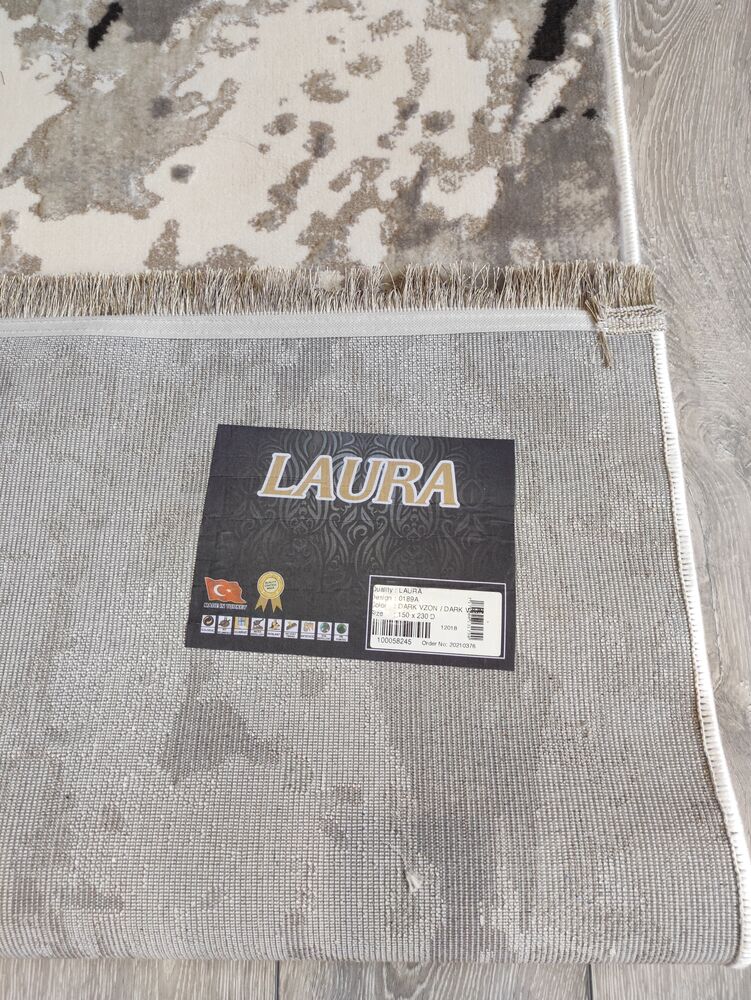 LAURA
MADE IN TURKEY
Quality : LAURA
Design : 0189A
Color : DARK VZON / DARK VZON
Size : 150 x 230 D
12018
100058245
Order No: 20210376